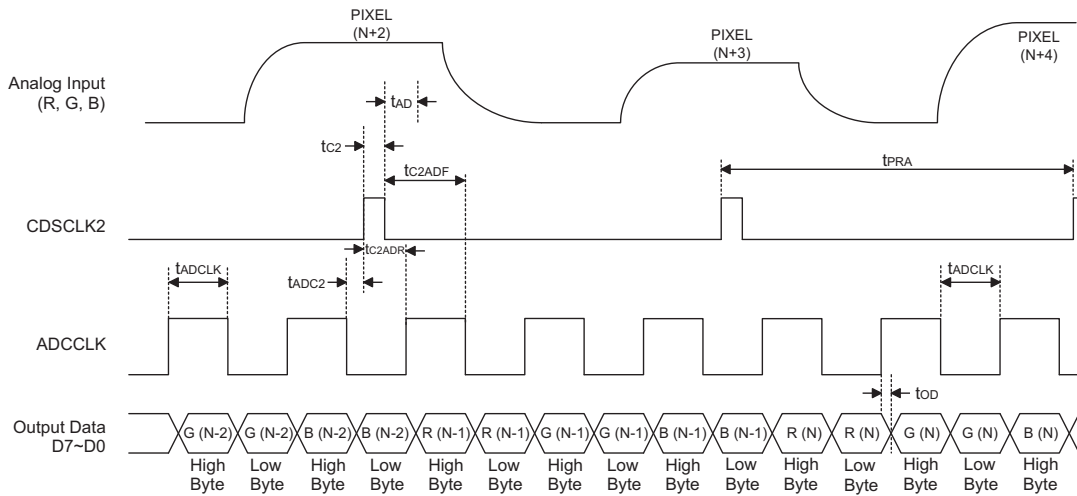 PIXEL
(N+2)
PIXEL
(N+3)
PIXEL
(N+4)
Analog Input
(R, G, B)
tAD
tC2
tC2ADF
tPRA
CDSCLK2
tC2ADR
tADCLK
tADC2
tADCLK
ADCCLK
tOD
Output Data
D7~D0
G (N-2) G (N-2) B (N-2) B (N-2) R (N-1) R (N-1) G (N-1) G (N-1) B (N-1) B (N-1) R (N) R (N) G (N) G (N) B (N)
High Low High Low High Low High Low High Low High Low High Low High
Byte Byte Byte Byte Byte Byte Byte Byte Byte Byte Byte Byte Byte Byte Byte